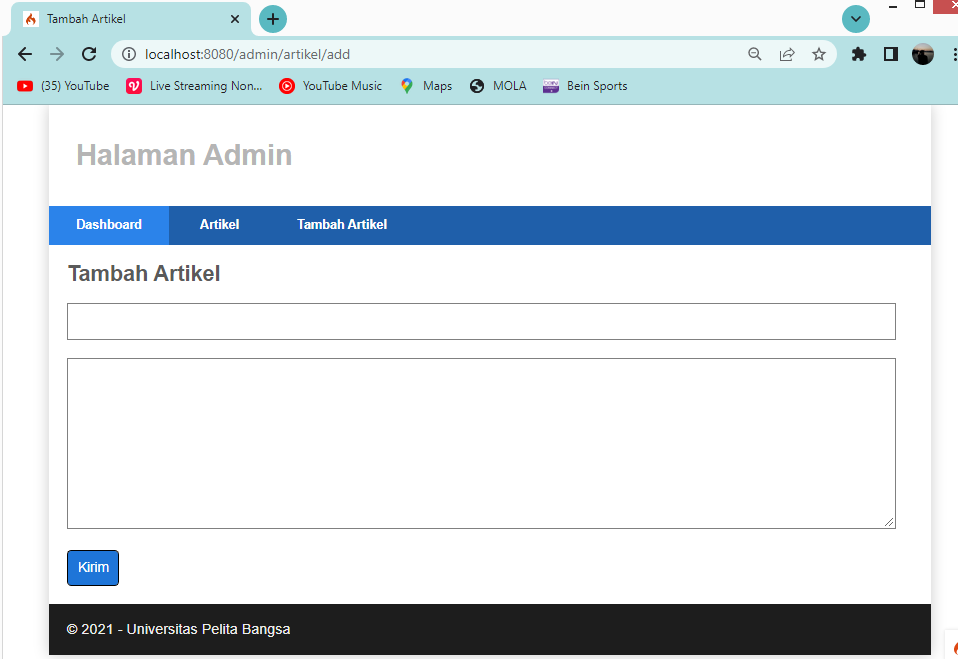 Tambah Artikel
localhost:8080/admin/artikel/add
(35) YouTube Live Streaming Non... YouTube Music Maps MOLA Bein Sports
Halaman Admin
Dashboard Artikel Tambah Artikel
Tambah Artikel
Kirim
© 2021 - Universitas Pelita Bangsa